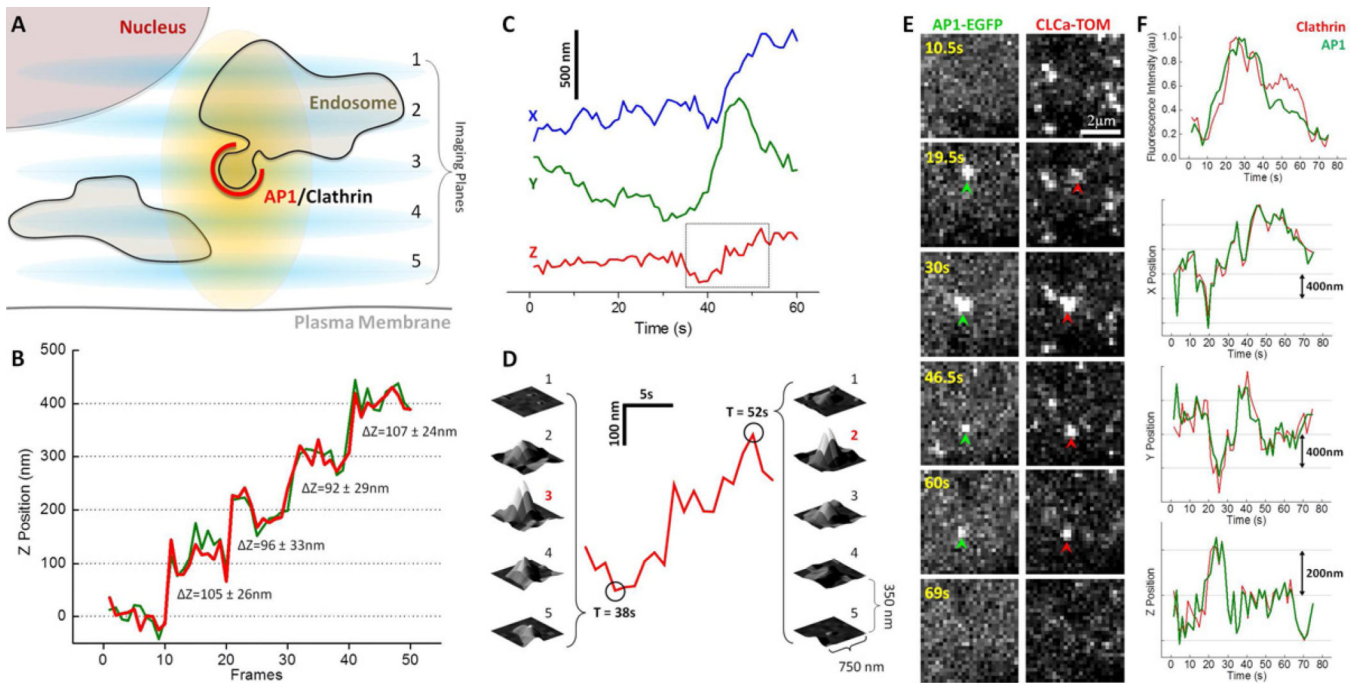 A
Nucleus
Endosome
AP1/Clathrin
Plasma Membrane
1
2
3
4
5
Imaging Planes
B
Z Position (nm)
500
400
300
200
100
0
ΔZ=105 ± 26nm
ΔZ=96 ± 33nm
ΔZ=92 ± 29nm
ΔZ=107 ± 24nm
0 10 20 30 40 50
Frames
C
500 nm
X
Y
Z
0 20 40 60
Time (s)
D
1
2
3
4
5
100 nm
5s
T = 38s
T = 52s
1
2
3
4
5
350 nm
750 nm
E
AP1-EGFP CLCa-TOM
10.5s
2μm
19.5s
30s
46.5s
60s
69s
F
Clathrin
AP1
Fluorescence Intensity (au)
1.0
0.8
0.6
0.4
0.2
0.0
0 10 20 30 40 50 60 70 80
Time (s)
X Position
400nm
0 10 20 30 40 50 60 70 80
Time (s)
Y Position
400nm
0 10 20 30 40 50 60 70 80
Time (s)
Z Position
200nm
0 10 20 30 40 50 60 70 80
Time (s)